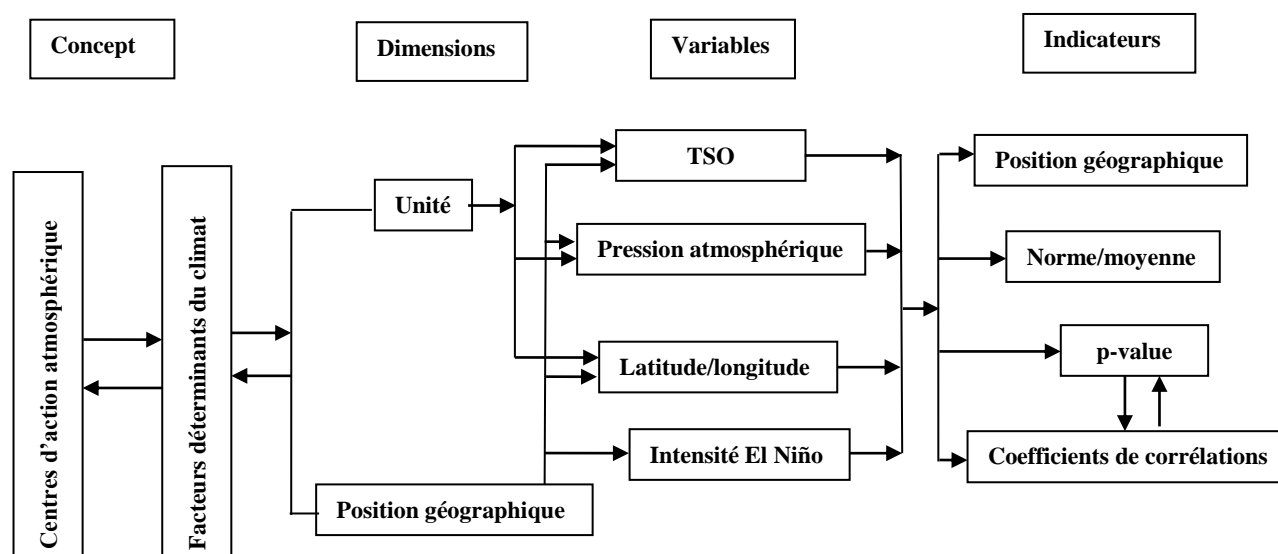 Concept
Dimensions
Variables
Indicateurs
Centres d'action atmosphérique
Facteurs déterminants du climat
Unité
Position géographique
TSO
Pression atmosphérique
Latitude/longitude
Intensité El Niño
Position géographique
Norme/moyenne
p-value
Coefficients de corrélations